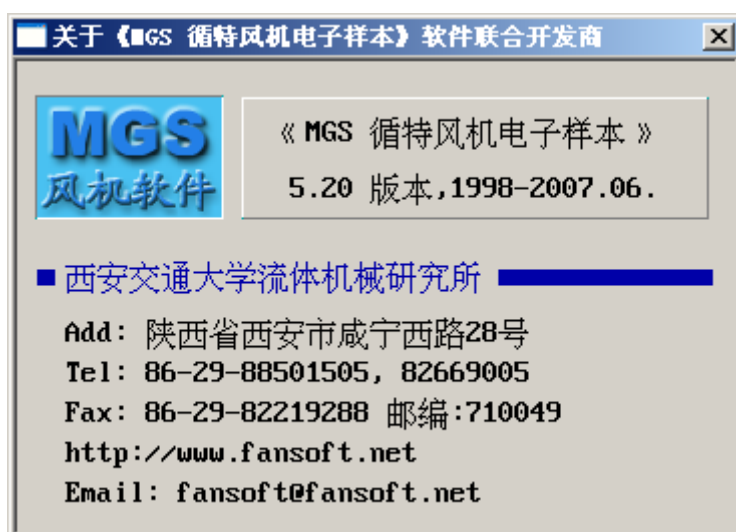 关于《MGS 循特风机电子样本》软件联合开发商
MGS
风机软件
《 MGS 循特风机电子样本 》
5.20 版本,1998-2007.06.
西安交通大学流体机械研究所
Add: 陕西省西安市咸宁西路28号
Tel: 86-29-88501505, 82669005
Fax: 86-29-82219288 邮编:710049
http://www.fansoft.net
Email: fansoft@fansoft.net